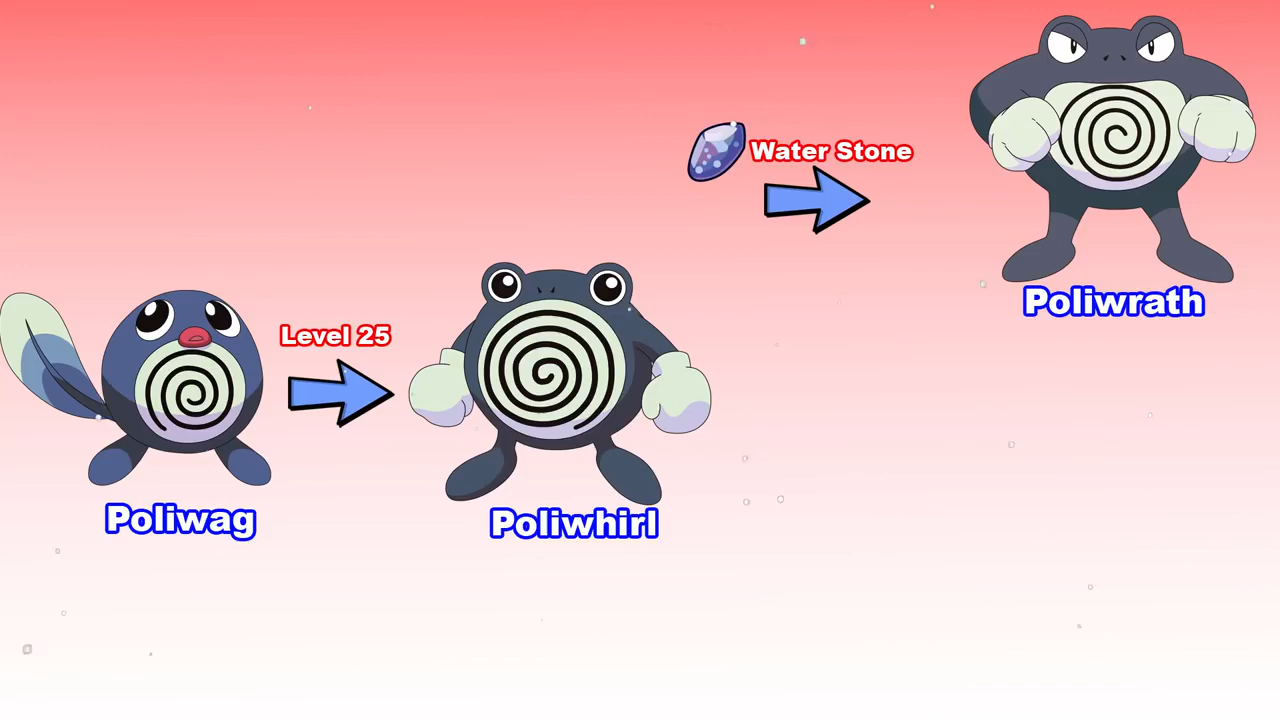 Water Stone
Poliwrath
Level 25
Poliwag
Poliwhirl